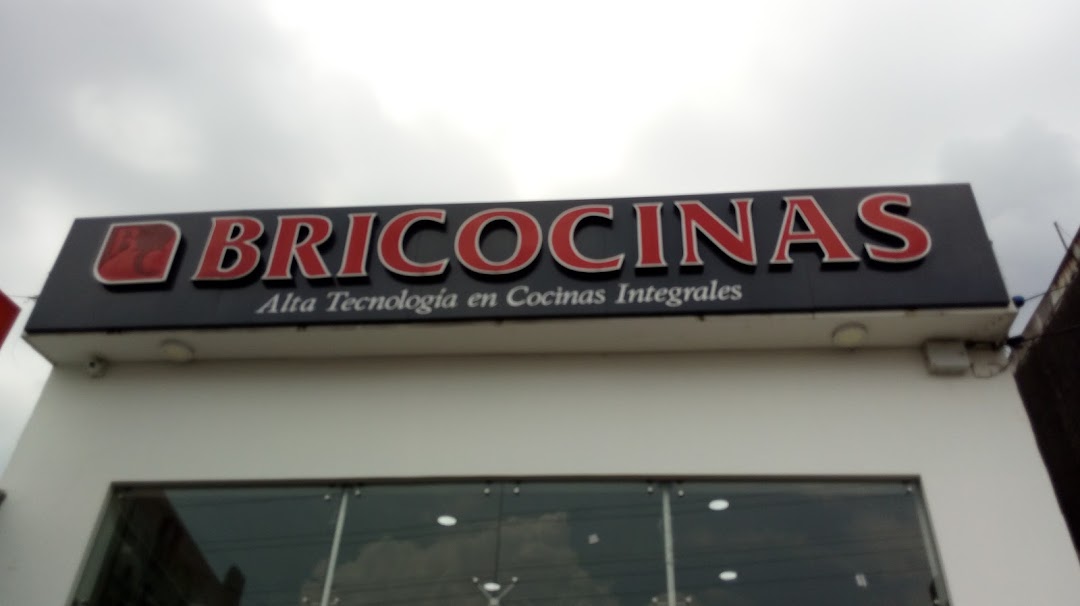 BRICOCINAS
Alta Tecnología en Cocinas Integrales